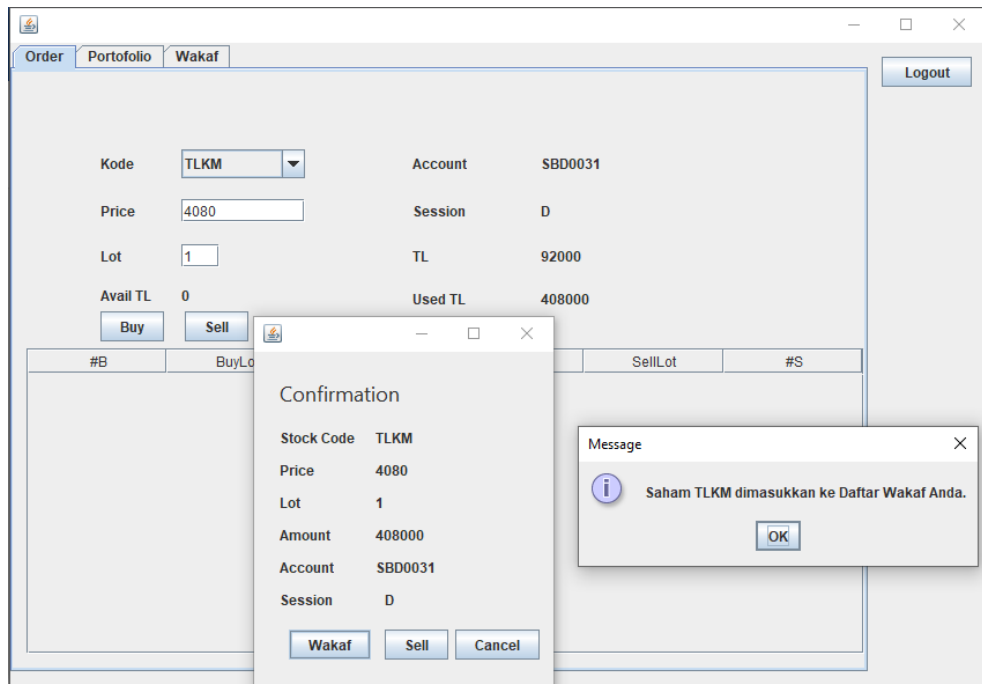 Order Portofolio Wakaf
Logout
Kode TLKM Account SBD0031
Price 4080 Session D
Lot 1 TL 92000
Avail TL 0 Used TL 408000
Buy Sell
#B BuyLo SellLot #S
Confirmation
Stock Code TLKM
Price 4080
Lot 1
Amount 408000
Account SBD0031
Session D
Wakaf Sell Cancel
Message
Saham TLKM dimasukkan ke Daftar Wakaf Anda.
OK